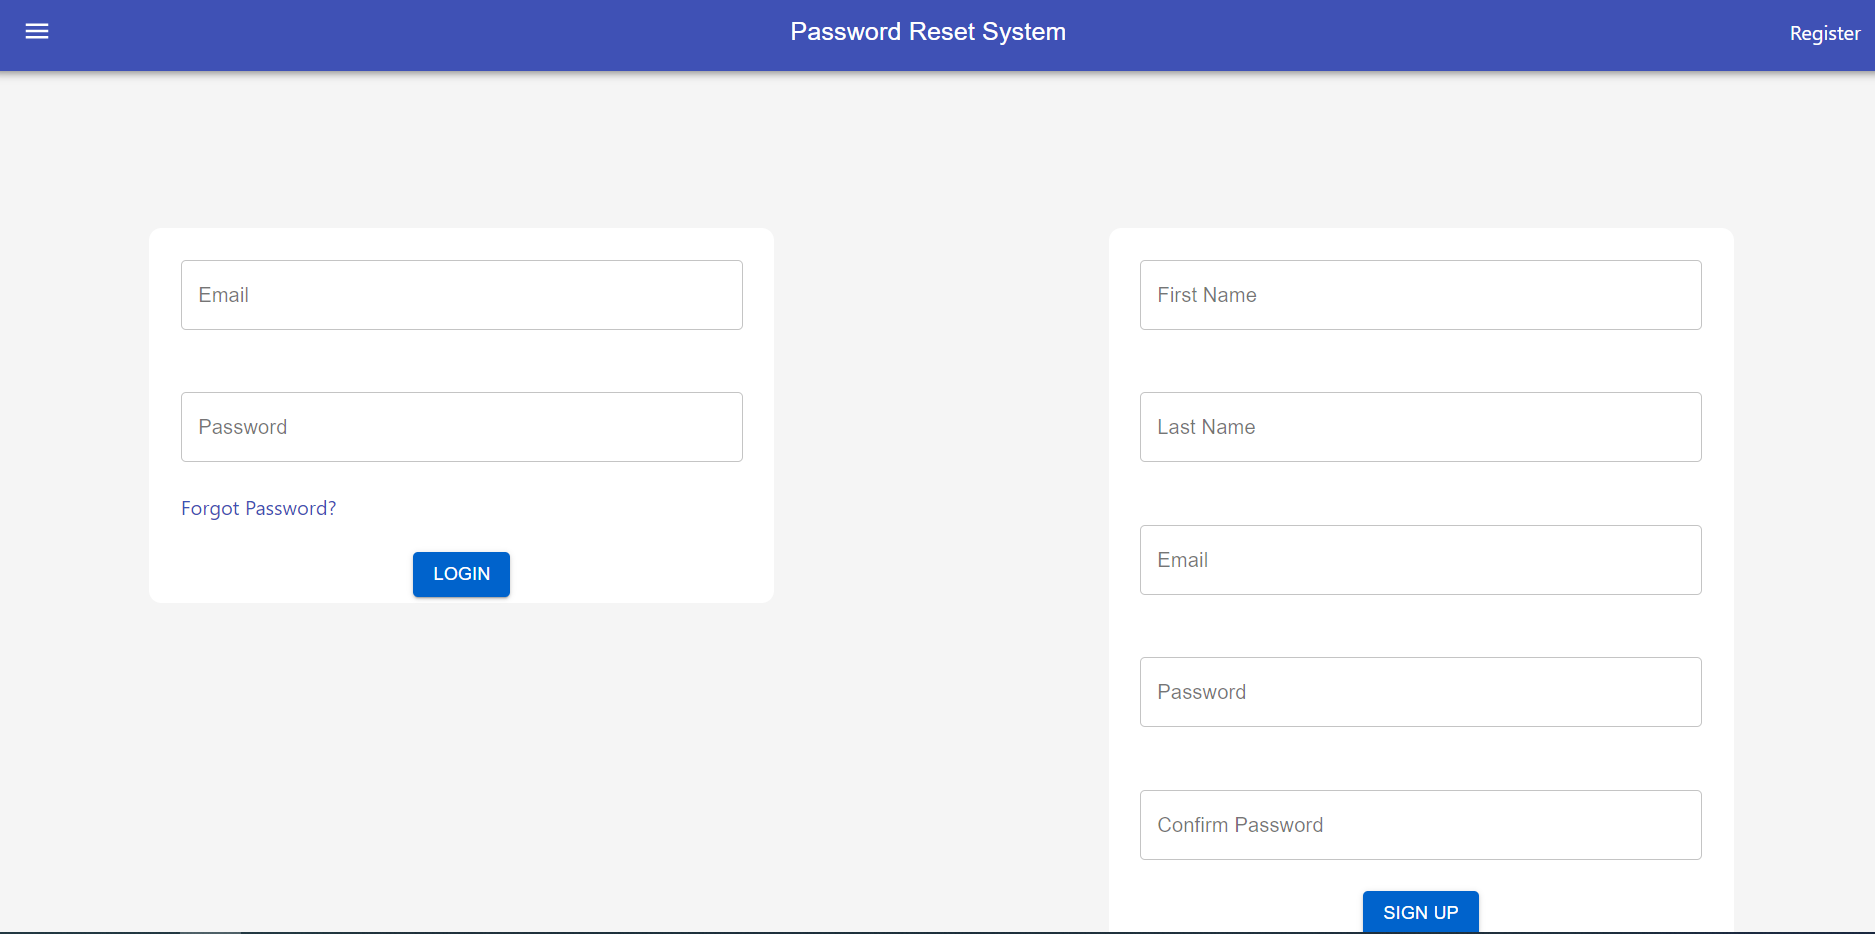 Password Reset System
Register
Email
Password
Forgot Password?
LOGIN
First Name
Last Name
Email
Password
Confirm Password
SIGN UP